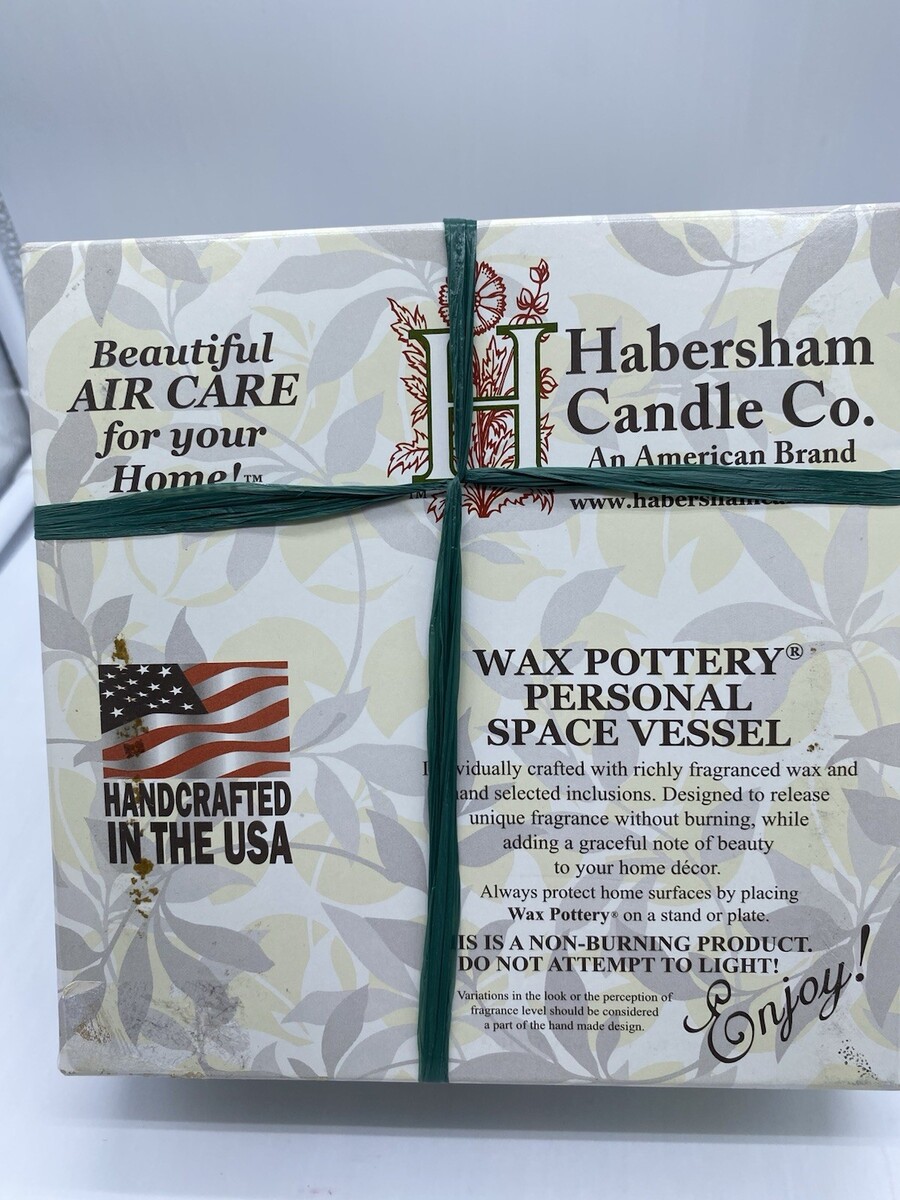 Beautiful
AIR CARE
for your
Home!™
H
™
Habersham
Candle Co.
An American Brand
HANDCRAFTED
IN THE USA
WAX POTTERY®
PERSONAL
SPACE VESSEL
crafted with richly fragranced wax and
selected inclusions. Designed to release
unique fragrance without burning, while
adding a graceful note of beauty
to your home décor.
Always protect home surfaces by placing
Wax Pottery® on a stand or plate.
IS IS A NON-BURNING PRODUCT.
DO NOT ATTEMPT TO LIGHT!
Variations in the look or the perception of
fragrance level should be considered
a part of the hand made design.
Enjoy!